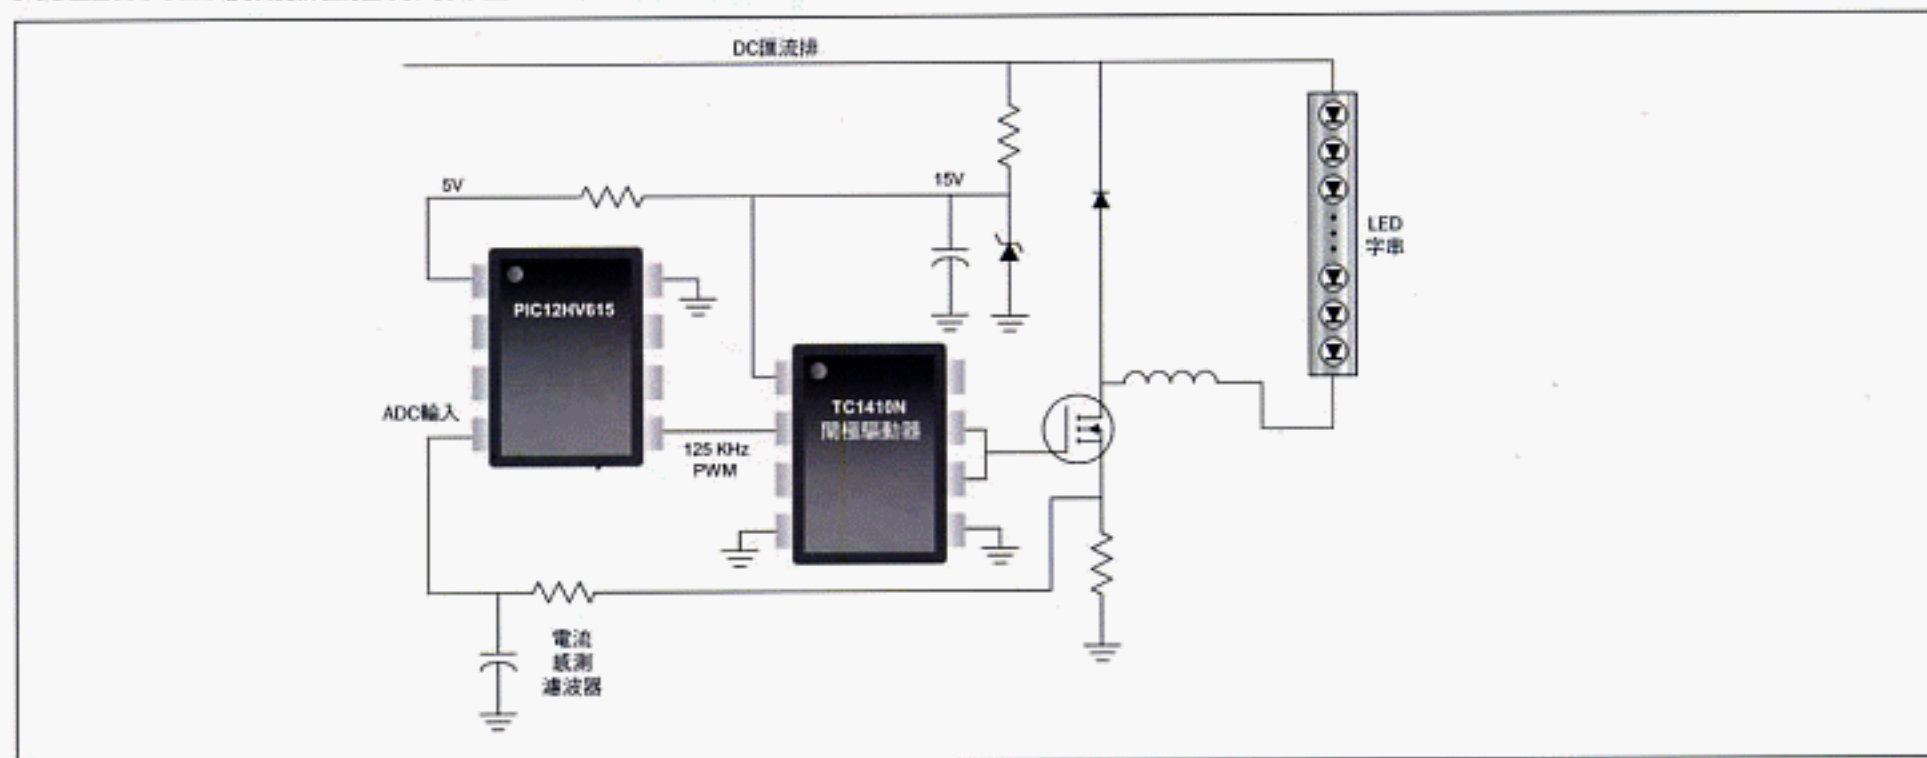 DC匯流排
5V
15V
LED
字串
PIC12HV615
ADC輸入
TC1410N
閘極驅動器
125 KHz
PWM
電流
感測
濾波器